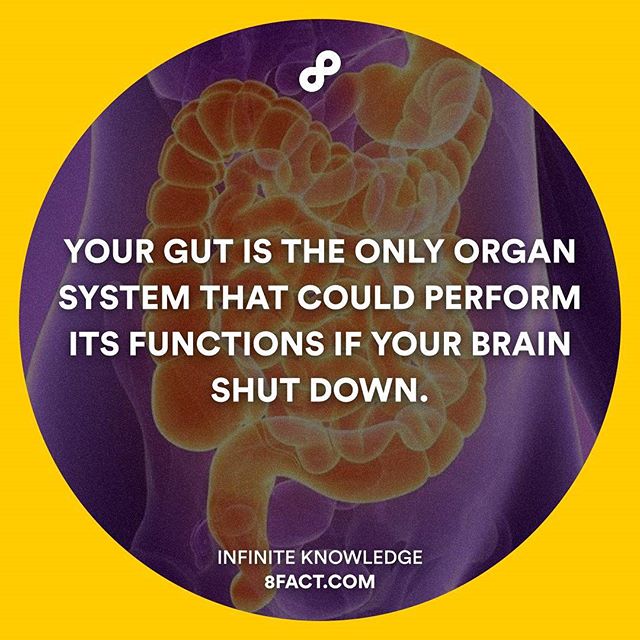 YOUR GUT IS THE ONLY ORGAN
SYSTEM THAT COULD PERFORM
ITS FUNCTIONS IF YOUR BRAIN
SHUT DOWN.
INFINITE KNOWLEDGE
8FACT.COM